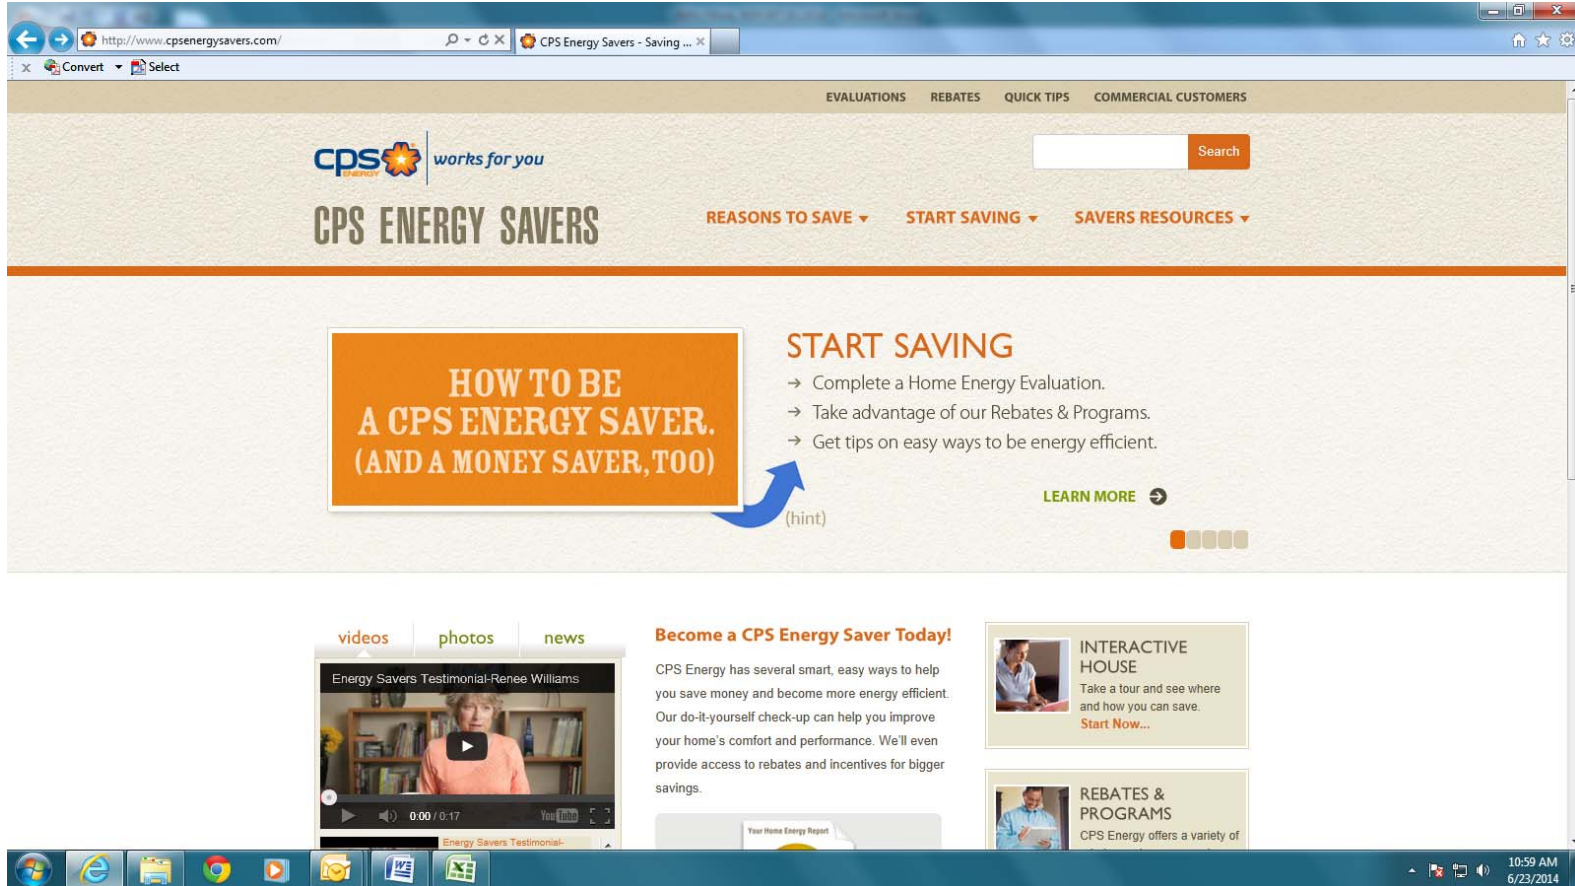 http://www.cpsenergysavers.com/
CPS Energy Savers - Saving ...
x Convert Select
EVALUATIONS REBATES QUICK TIPS COMMERCIAL CUSTOMERS
cps ENERGY works for you
Search
CPS ENERGY SAVERS
REASONS TO SAVE START SAVING SAVERS RESOURCES
HOW TO BE
A CPS ENERGY SAVER.
(AND A MONEY SAVER, TOO)
START SAVING
→ Complete a Home Energy Evaluation.
→ Take advantage of our Rebates & Programs.
→ Get tips on easy ways to be energy efficient.
(hint)
LEARN MORE
videos photos news
Energy Savers Testimonial-Renee Williams
0:00 / 0:17 YouTube
Energy Savers Testimonial-
Become a CPS Energy Saver Today!
CPS Energy has several smart, easy ways to help
you save money and become more energy efficient.
Our do-it-yourself check-up can help you improve
your home's comfort and performance. We'll even
provide access to rebates and incentives for bigger
savings.
Your Home Energy Report
INTERACTIVE
HOUSE
Take a tour and see where
and how you can save.
Start Now...
REBATES &
PROGRAMS
CPS Energy offers a variety of
10:59 AM
6/23/2014